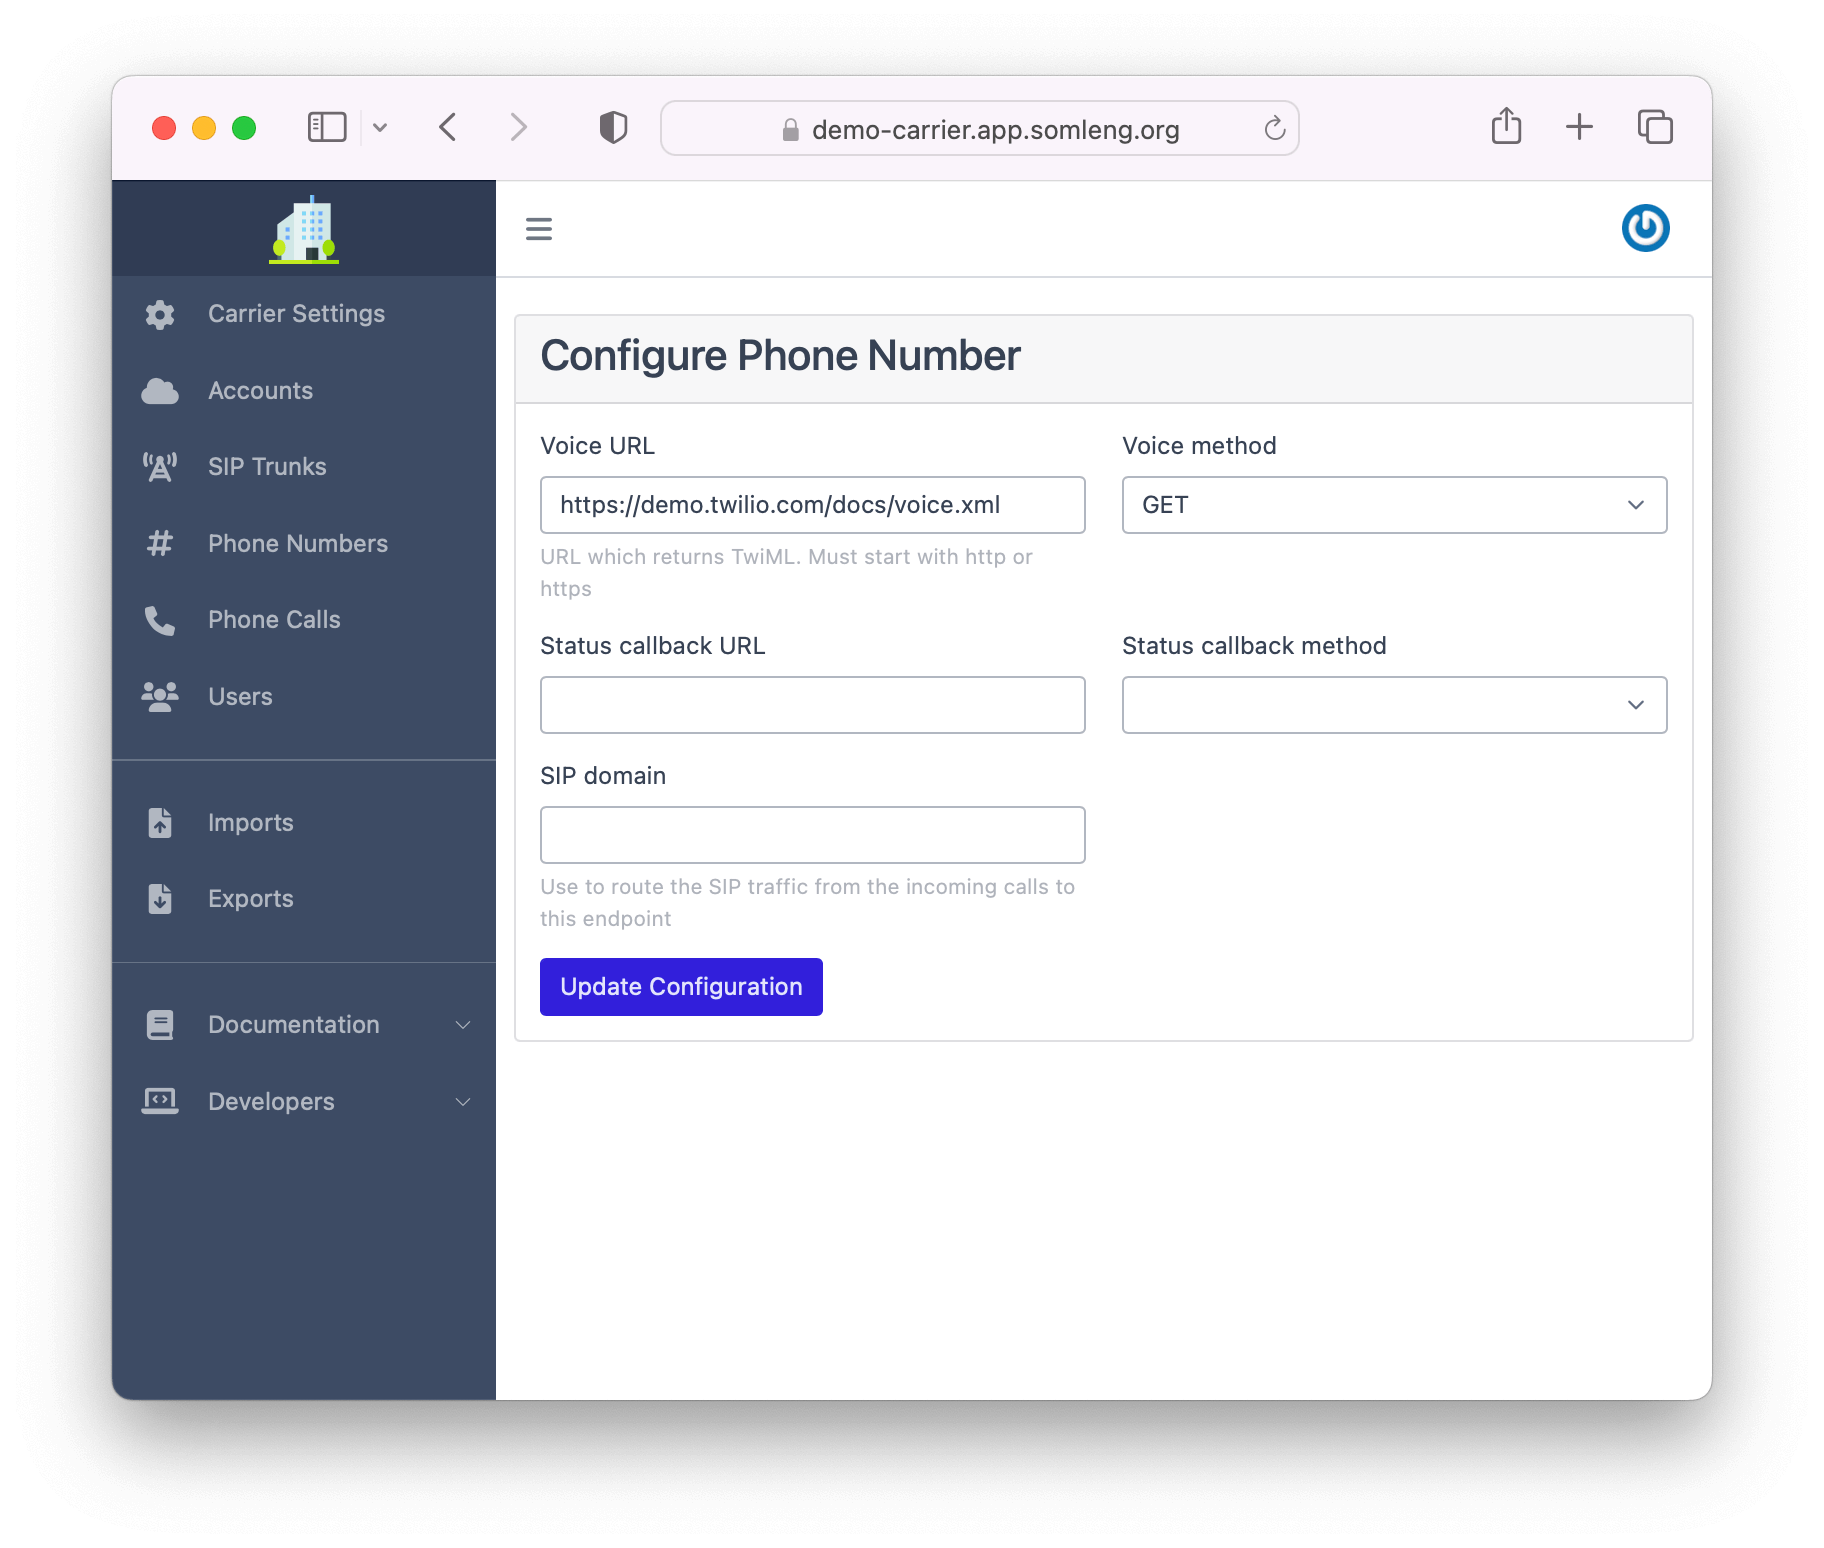 demo-carrier.app.somleng.org
Carrier Settings
Accounts
SIP Trunks
Phone Numbers
Phone Calls
Users
Imports
Exports
Documentation
Developers
Configure Phone Number
Voice URL
https://demo.twilio.com/docs/voice.xml
URL which returns TwiML. Must start with http or
https
Voice method
GET
Status callback URL
Status callback method
SIP domain
Use to route the SIP traffic from the incoming calls to
this endpoint
Update Configuration